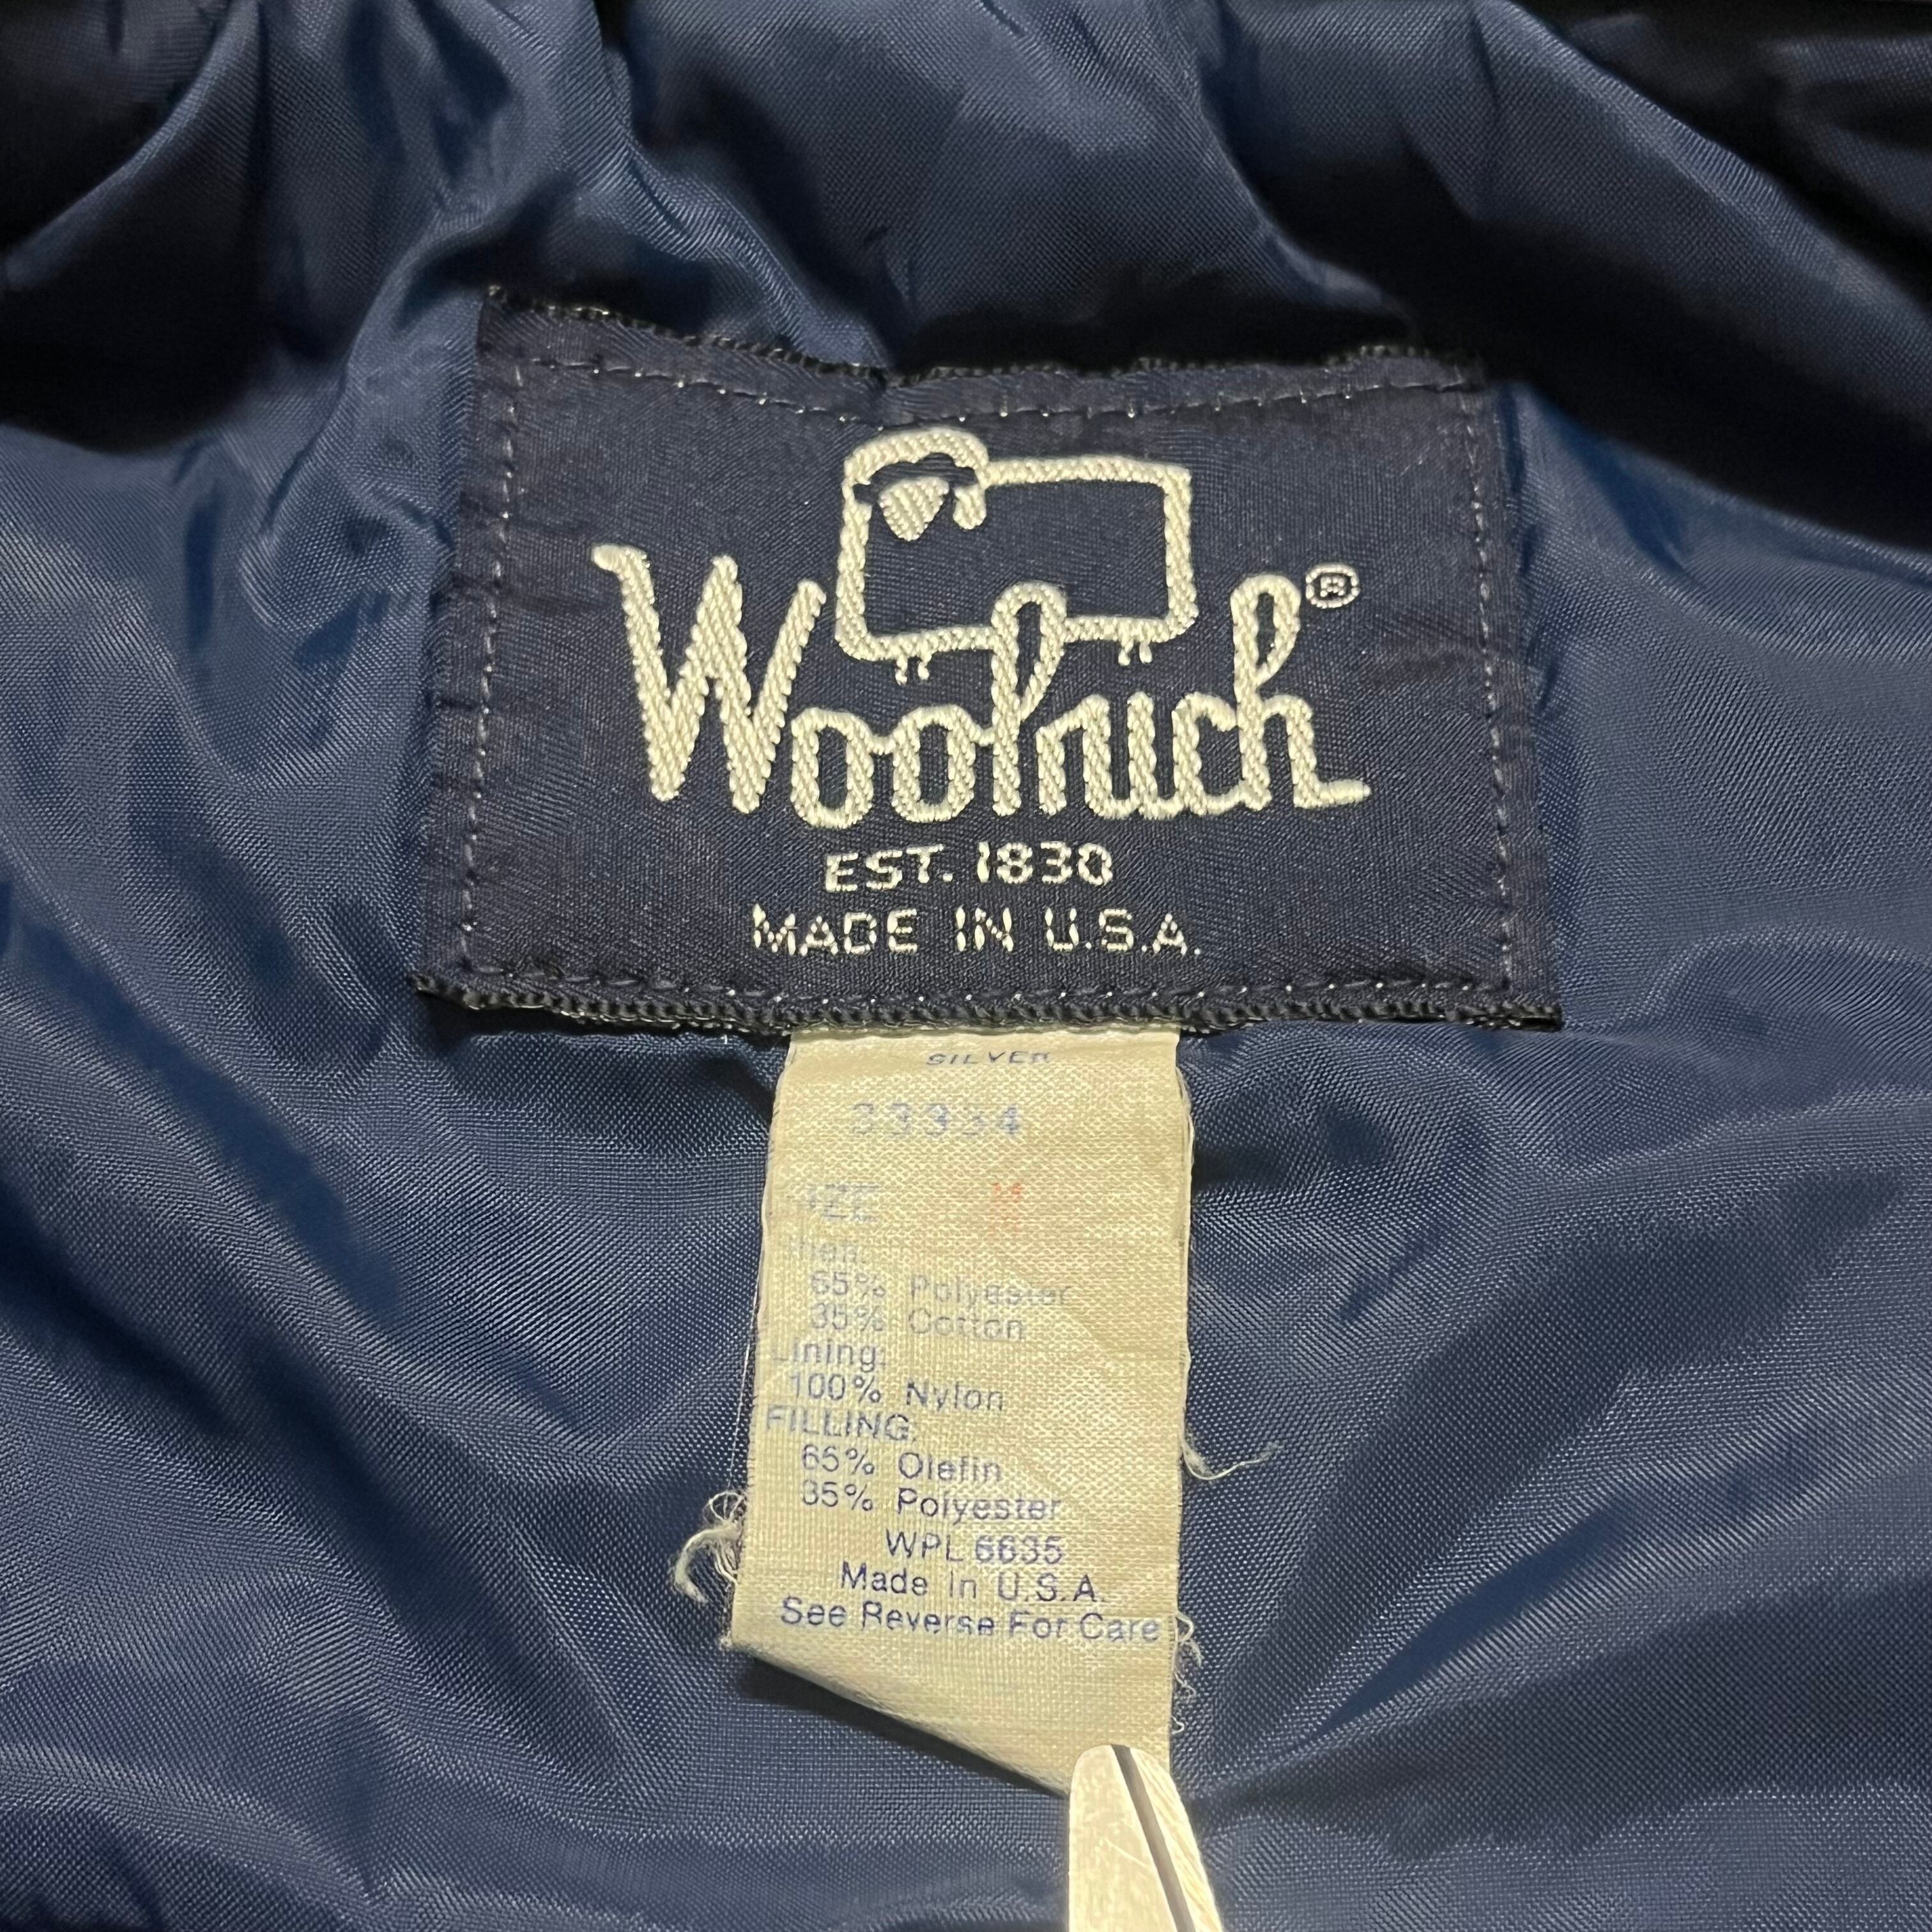 Woolrich®
EST. 1830
MADE IN U.S.A.
SILVER
33934
65% Polyester
35% Cotton
Lining:
100% Nylon
FILLING:
65% Olefin
35% Polyester
WPL 6635
Made in U.S.A.
See Reverse For Care